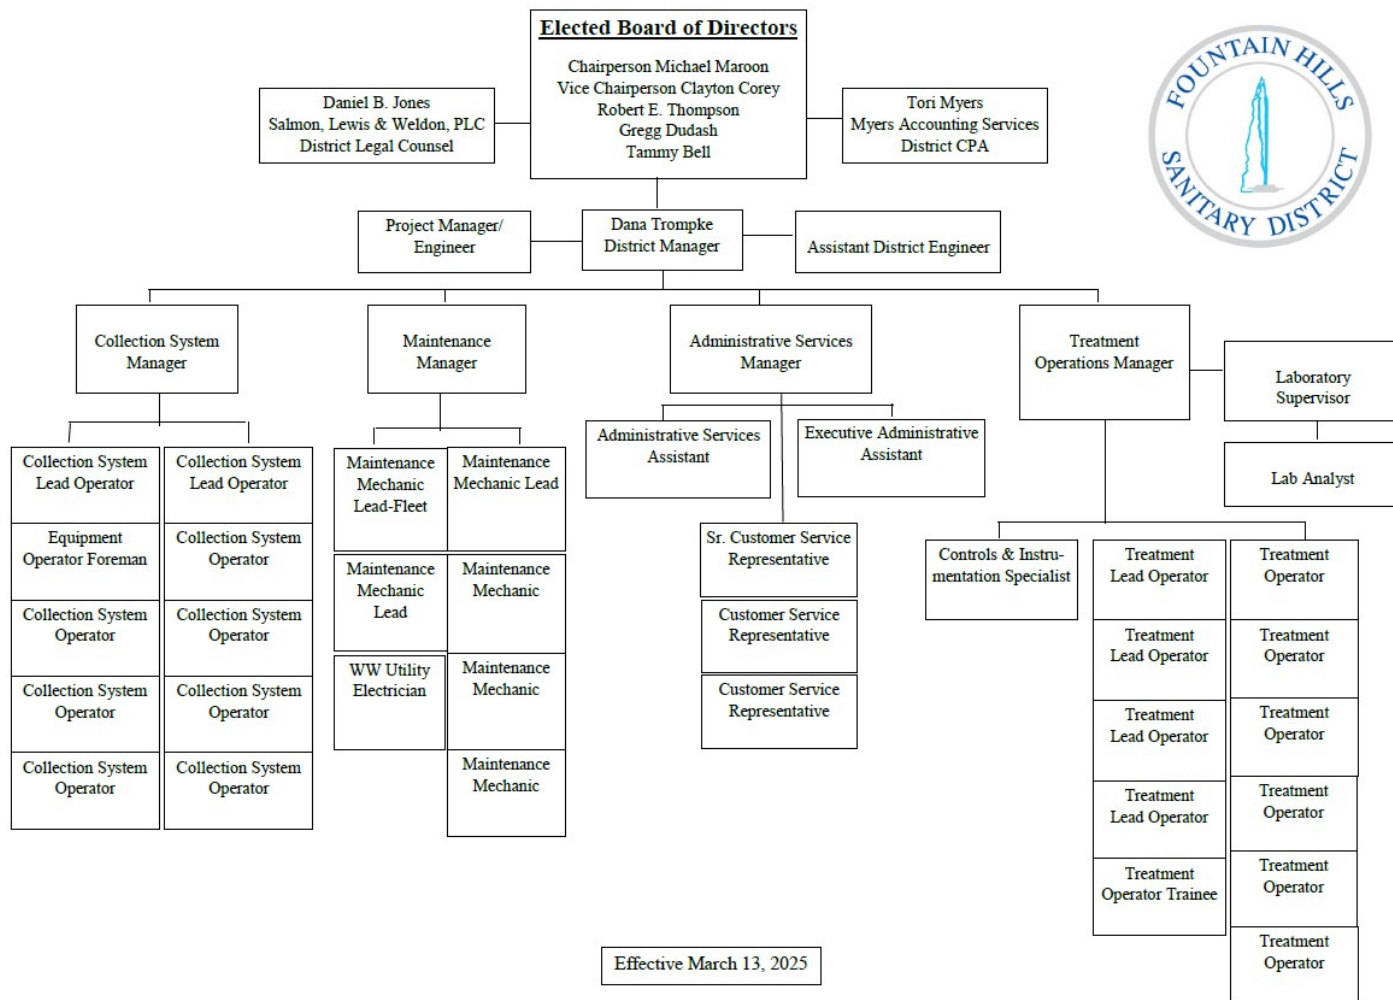 Elected Board of Directors
Chairperson Michael Maroon
Vice Chairperson Clayton Corey
Robert E. Thompson
Gregg Dudash
Tammy Bell
Daniel B. Jones
Salmon, Lewis & Weldon, PLC
District Legal Counsel
Tori Myers
Myers Accounting Services
District CPA
FOUNTAIN HILLS
SANITARY DISTRICT
Project Manager/
Engineer
Dana Trompke
District Manager
Assistant District Engineer
Collection System
Manager
Maintenance
Manager
Administrative Services
Manager
Treatment
Operations Manager
Laboratory
Supervisor
Lab Analyst
Collection System
Lead Operator
Equipment
Operator Foreman
Collection System
Operator
Collection System
Operator
Collection System
Operator
Collection System
Lead Operator
Collection System
Operator
Collection System
Operator
Collection System
Operator
Collection System
Operator
Maintenance
Mechanic
Lead-Fleet
Maintenance
Mechanic
Lead
WW Utility
Electrician
Maintenance
Mechanic Lead
Maintenance
Mechanic
Maintenance
Mechanic
Maintenance
Mechanic
Administrative Services
Assistant
Executive Administrative
Assistant
Sr. Customer Service
Representative
Customer Service
Representative
Customer Service
Representative
Controls & Instru-
mentation Specialist
Treatment
Lead Operator
Treatment
Lead Operator
Treatment
Lead Operator
Treatment
Lead Operator
Treatment
Operator Trainee
Treatment
Operator
Treatment
Operator
Treatment
Operator
Treatment
Operator
Treatment
Operator
Treatment
Operator
Effective March 13, 2025